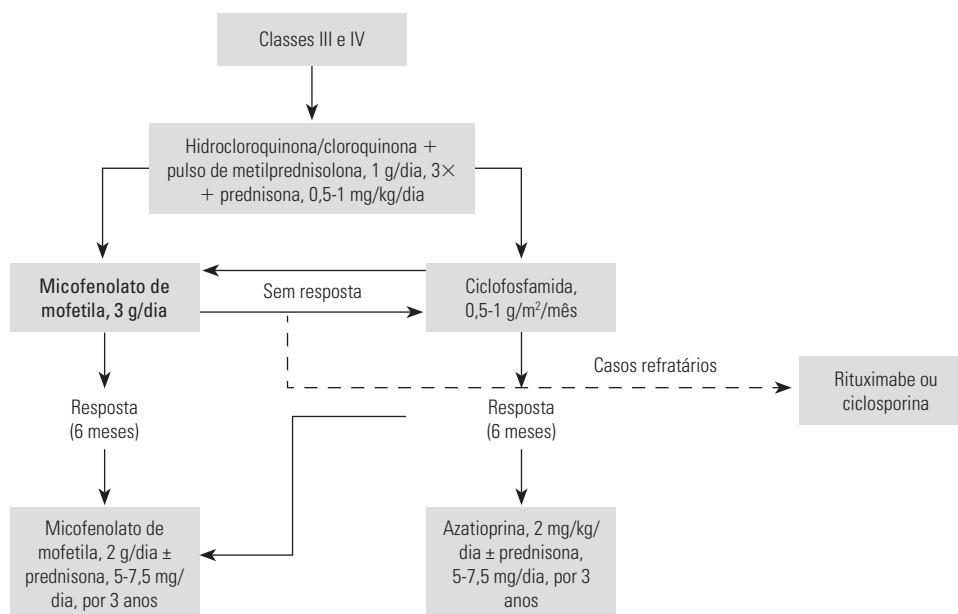 Classes III e IV
Hidrocloroquinona/cloroquinona +
pulso de metilprednisolona, 1 g/dia, 3×
+ prednisona, 0,5-1 mg/kg/dia
Micofenolato de
mofetila, 3 g/dia
Sem resposta
Ciclofosfamida,
0,5-1 g/m²/mês
Casos refratários
Rituximabe ou
ciclosporina
Resposta
(6 meses)
Resposta
(6 meses)
Micofenolato de
mofetila, 2 g/dia ±
prednisona, 5-7,5 mg/
dia, por 3 anos
Azatioprina, 2 mg/kg/
dia ± prednisona,
5-7,5 mg/dia, por 3
anos